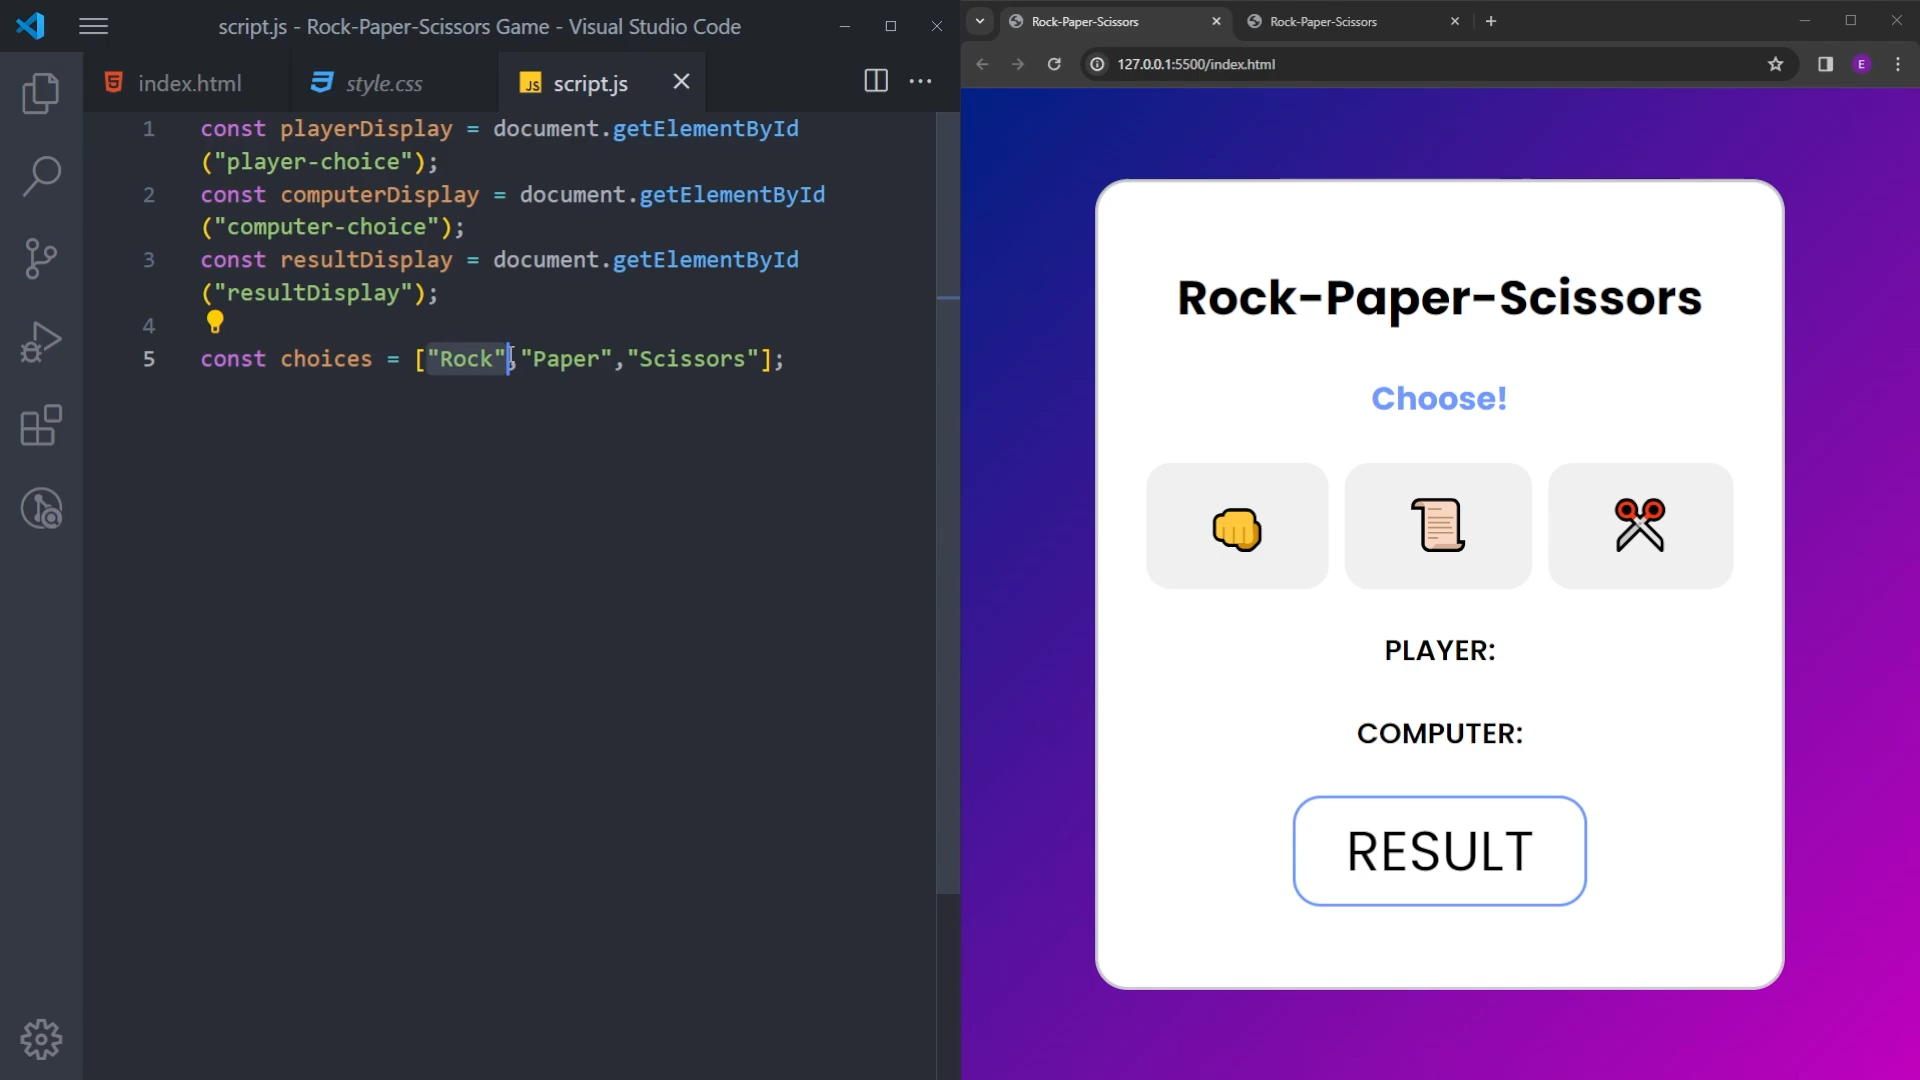 script.js - Rock-Paper-Scissors Game - Visual Studio Code
index.html
style.css
JS script.js
1 const playerDisplay = document.getElementById
("player-choice");
2 const computerDisplay = document.getElementById
("computer-choice");
3 const resultDisplay = document.getElementById
("resultDisplay");
4
5 const choices = ["Rock","Paper","Scissors"];
Rock-Paper-Scissors
Rock-Paper-Scissors
127.0.0.1:5500/index.html
E
Rock-Paper-Scissors
Choose!
PLAYER:
COMPUTER:
RESULT